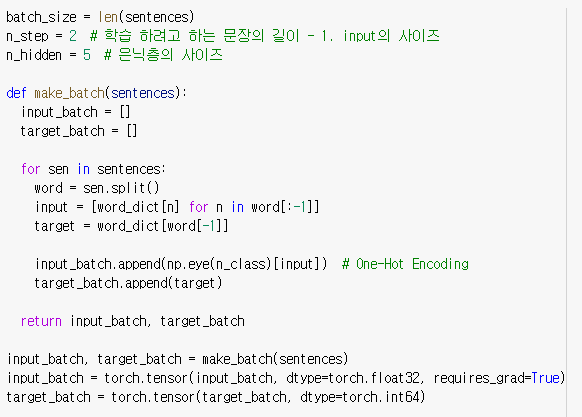 batch_size = len(sentences)
n_step = 2  # 학습 하려고 하는 문장의 길이 - 1. input의 사이즈
n_hidden = 5  # 은닉층의 사이즈

def make_batch(sentences):
  input_batch = []
  target_batch = []

  for sen in sentences:
    word = sen.split()
    input = [word_dict[n] for n in word[:-1]]
    target = word_dict[word[-1]]

    input_batch.append(np.eye(n_class)[input])  # One-Hot Encoding
    target_batch.append(target)

  return input_batch, target_batch

input_batch, target_batch = make_batch(sentences)
input_batch = torch.tensor(input_batch, dtype=torch.float32, requires_grad=True)
target_batch = torch.tensor(target_batch, dtype=torch.int64)